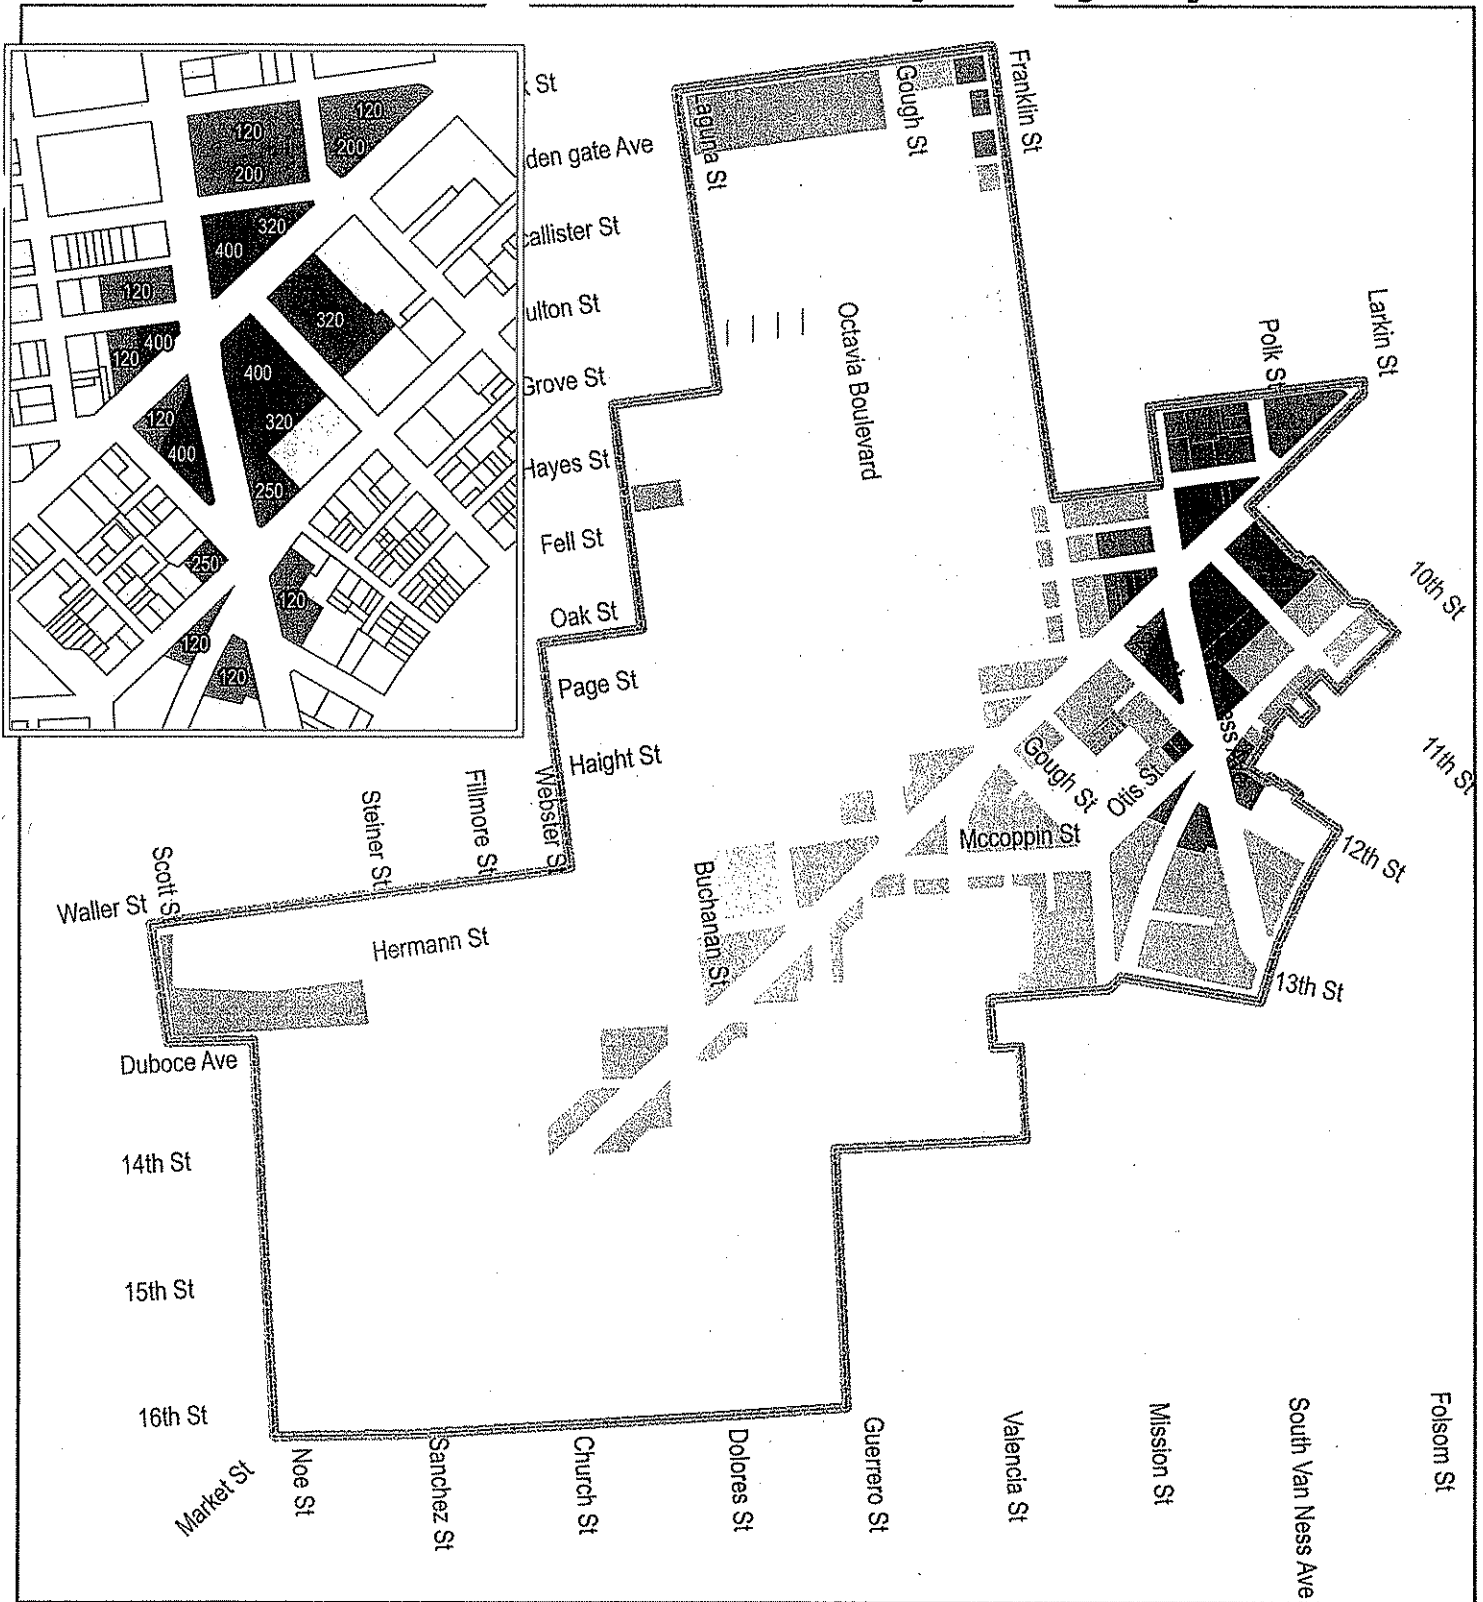 120
120
200
200
320
400
120
320
400
120
400
320
120
400
250
250
120
120
120
St
den gate Ave
callister St
ulton St
Grove St
Hayes St
Fell St
Oak St
Page St
Haight St
Laguna St
Gough St
Franklin St
Octavia Boulevard
Polk St
Larkin St
10th St
11th St
12th St
13th St
Gough St
Otis St
ess
Mccoppin St
Webster St
Fillmore St
Steiner St
Scott S
Waller St
Hermann St
Buchanan St
Duboce Ave
14th St
15th St
16th St
Market St
Noe St
Sanchez St
Church St
Dolores St
Guerrero St
Valencia St
Mission St
South Van Ness Ave
Folsom St